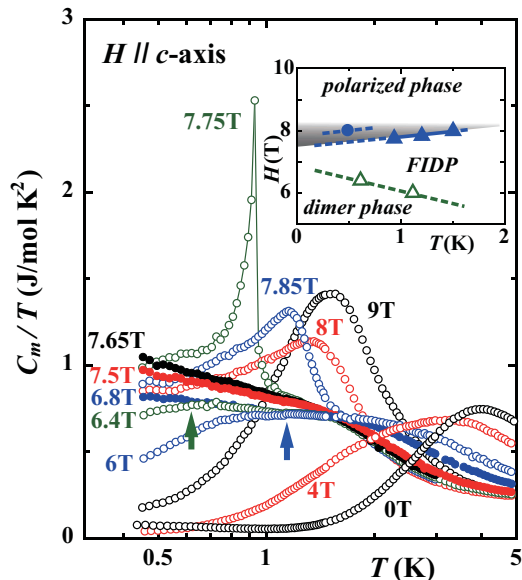 H // c-axis
3
2
1
0
C_m / T (J/mol K²)
0.5
1
5
T (K)
7.75T
7.85T
9T
8T
7.65T
7.5T
6.8T
6.4T
6T
4T
0T
10
8
6
H(T)
0
1
2
T(K)
polarized phase
FIDP
dimer phase